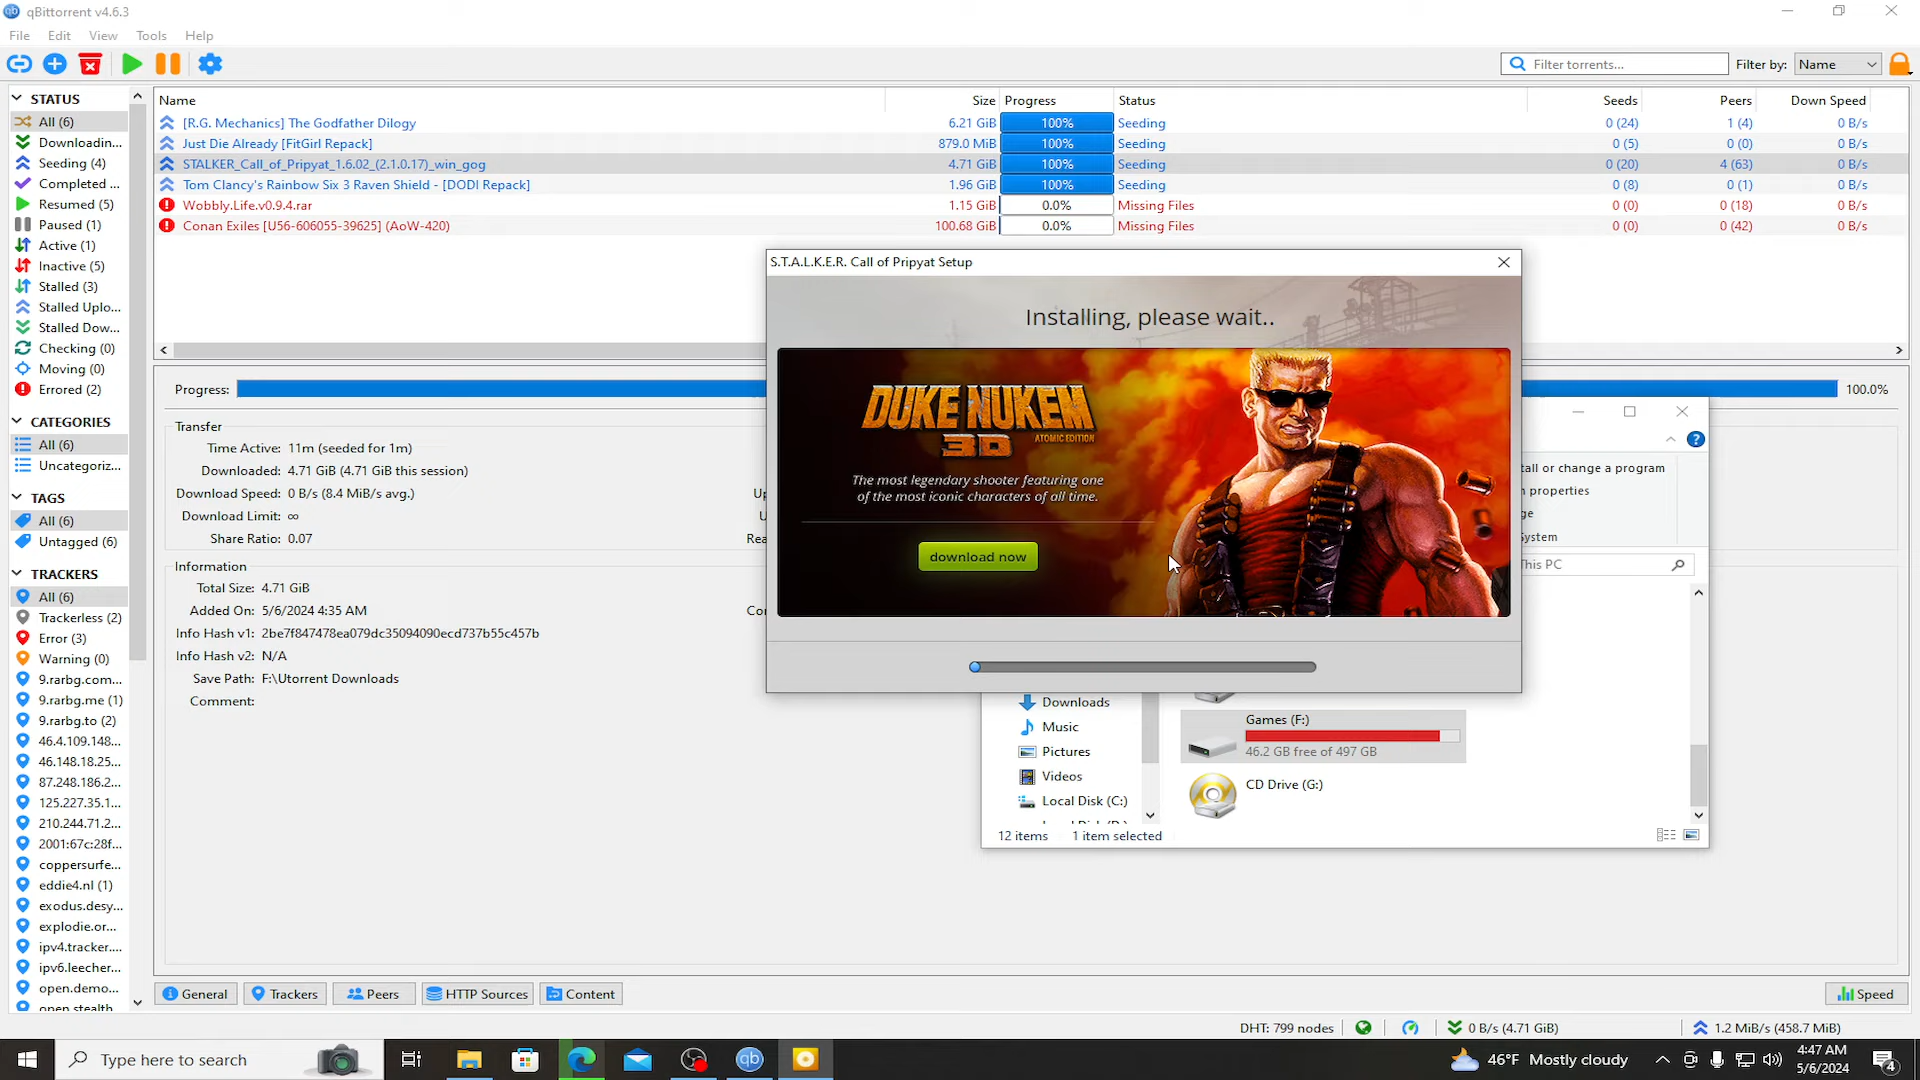 qBittorrent v4.6.3
File Edit View Tools Help
Filter torrents...
Filter by: Name
STATUS
All (6)
Downloadin...
Seeding (4)
Completed ...
Resumed (5)
Paused (1)
Active (1)
Inactive (5)
Stalled (3)
Stalled Uplo...
Stalled Dow...
Checking (0)
Moving (0)
Errored (2)
CATEGORIES
All (6)
Uncategoriz...
TAGS
All (6)
Untagged (6)
TRACKERS
All (6)
Trackerless (2)
Error (3)
Warning (0)
9.rarbg.com...
9.rarbg.me (1)
9.rarbg.to (2)
46.4.109.148...
46.148.18.25...
87.248.186.2...
125.227.35.1...
210.244.71.2...
2001:67c:28f...
coppersurfe...
eddie4.nl (1)
exodus.desy...
explodie.or...
ipv4.tracker....
ipv6.leecher...
open.demo...
open.stealth
Name Size Progress Status Seeds Peers Down Speed
[R.G. Mechanics] The Godfather Dilogy 6.21 GiB 100% Seeding 0 (24) 1 (4) 0 B/s
Just Die Already [FitGirl Repack] 879.0 MiB 100% Seeding 0 (5) 0 (0) 0 B/s
STALKER_Call_of_Pripyat_1.6.02_(2.1.0.17)_win_gog 4.71 GiB 100% Seeding 0 (20) 4 (63) 0 B/s
Tom Clancy's Rainbow Six 3 Raven Shield - [DODI Repack] 1.96 GiB 100% Seeding 0 (8) 0 (1) 0 B/s
Wobbly.Life.v0.9.4.rar 1.15 GiB 0.0% Missing Files 0 (0) 0 (18) 0 B/s
Conan Exiles [U56-606055-39625] (AoW-420) 100.68 GiB 0.0% Missing Files 0 (0) 0 (42) 0 B/s
Progress: 100.0%
Transfer
Time Active: 11m (seeded for 1m)
Downloaded: 4.71 GiB (4.71 GiB this session)
Download Speed: 0 B/s (8.4 MiB/s avg.) Up
Download Limit: ∞ U
Share Ratio: 0.07 Rea
Information
Total Size: 4.71 GiB
Added On: 5/6/2024 4:35 AM Cor
Info Hash v1: 2be7f847478ea079dc35094090ecd737b55c457b
Info Hash v2: N/A
Save Path: F:\Utorrent Downloads
Comment:
S.T.A.L.K.E.R. Call of Pripyat Setup
Installing, please wait..
DUKE NUKEM
3D ATOMIC EDITION
The most legendary shooter featuring one
of the most iconic characters of all time.
download now
tall or change a program
n properties
ge
System
This PC
Downloads
Music
Pictures
Videos
Local Disk (C:)
Games (F:)
46.2 GB free of 497 GB
CD Drive (G:)
12 items 1 item selected
General Trackers Peers HTTP Sources Content Speed
DHT: 799 nodes 0 B/s (4.71 GiB) 1.2 MiB/s (458.7 MiB)
Type here to search
qb
46°F Mostly cloudy
4:47 AM
5/6/2024
4